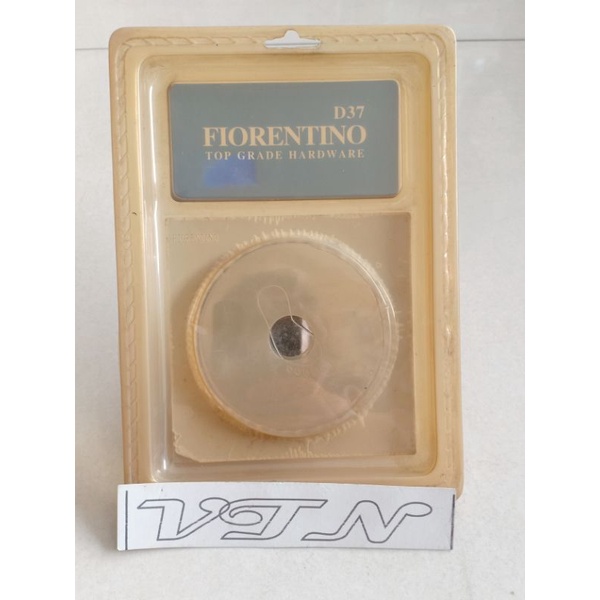 D37
FIORENTINO
TOP GRADE HARDWARE
VTN